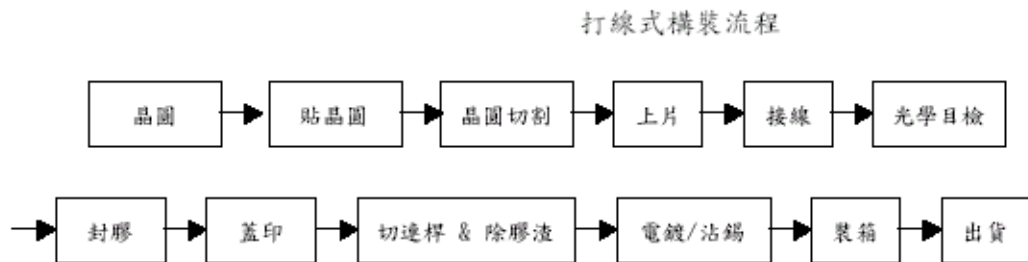 打線式構裝流程
晶圓 貼晶圓 晶圓切割 上片 接線 光學目檢
封膠 蓋印 切連桿 & 除膠渣 電鍍/沾錫 裝箱 出貨